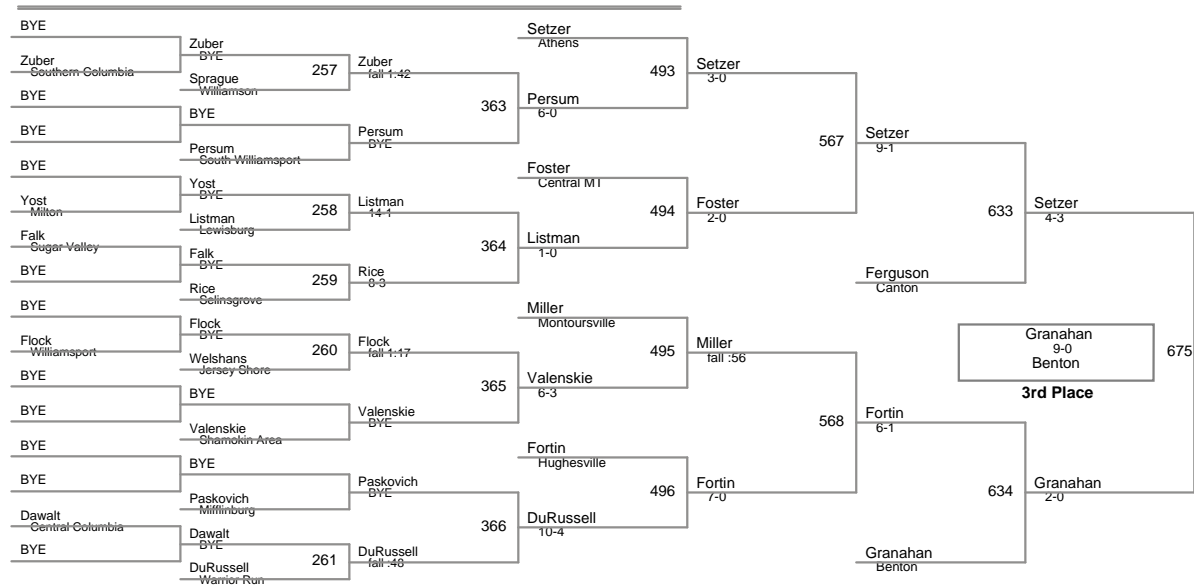 BYE
Zuber
Southern Columbia
BYE
BYE
BYE
Yost
Milton
Falk
Sugar Valley
BYE
BYE
Flock
Williamsport
BYE
BYE
BYE
BYE
Dawalt
Central Columbia
BYE
Zuber
BYE
257
Sprague
Williamson
BYE
Persum
South Williamsport
Yost
BYE
258
Listman
Lewisburg
Falk
BYE
259
Rice
Selinsgrove
Flock
BYE
260
Welshans
Jersey Shore
BYE
Valenskie
Shamokin Area
BYE
Paskovich
Mifflinburg
Dawalt
BYE
261
DuRussell
Warrior Run
Zuber
fall 1:42
363
Persum
BYE
Listman
14-1
364
Rice
8-3
Flock
fall 1:17
365
Valenskie
BYE
Paskovich
BYE
366
DuRussell
fall :48
Setzer
Athens
493
Persum
6-0
Foster
Central MT
494
Listman
1-0
Miller
Montoursville
495
Valenskie
6-3
Fortin
Hughesville
496
DuRussell
10-4
Setzer
3-0
567
Foster
2-0
Miller
fall :56
568
Fortin
7-0
Setzer
9-1
633
Ferguson
Canton
Fortin
6-1
634
Granahan
Benton
Setzer
4-3
Granahan
9-0
Benton
675
3rd Place
Granahan
2-0